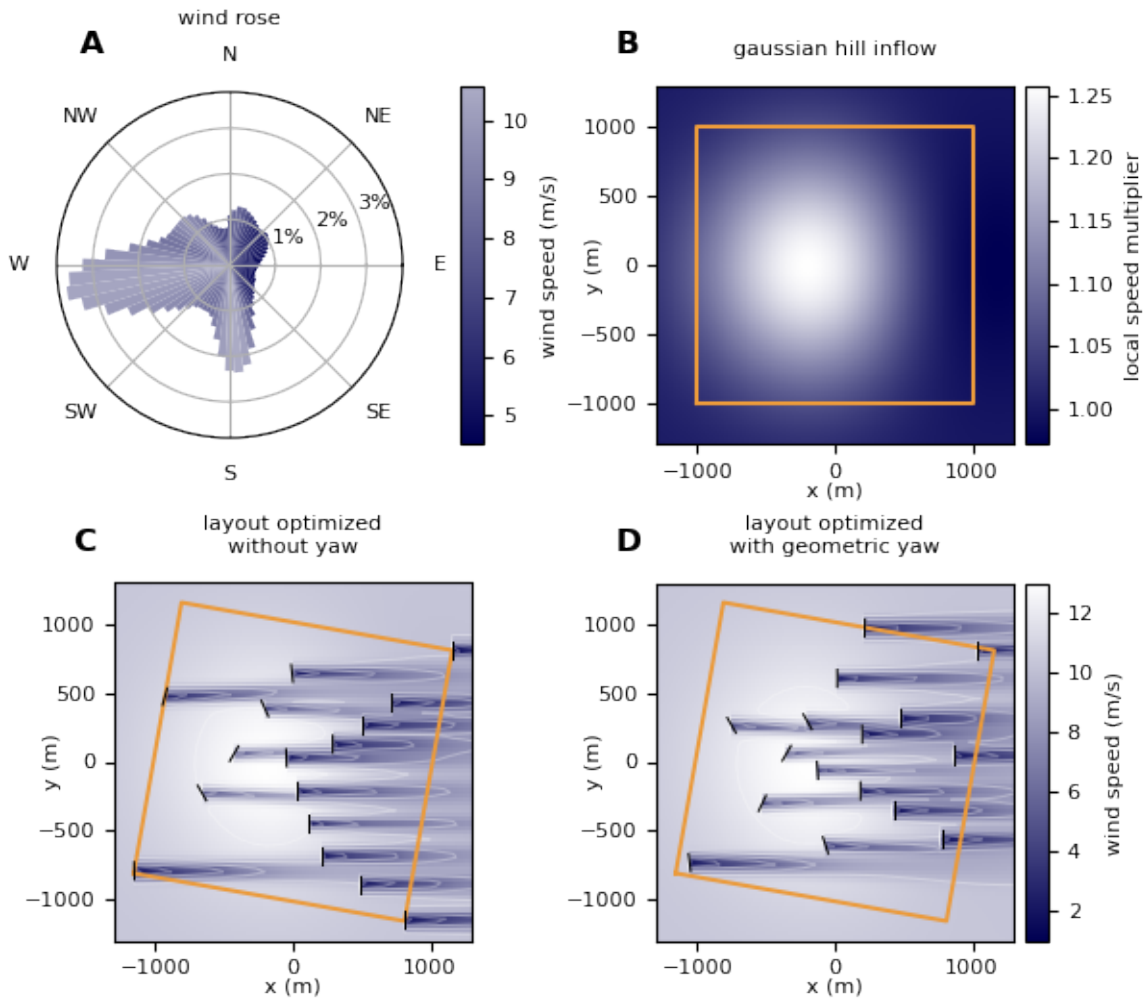 wind rose
A
N
NW
NE
W
E
SW
SE
S
1%
2%
3%
10
9
8
7
6
5
wind speed (m/s)
B
gaussian hill inflow
1000
500
0
−500
−1000
y (m)
−1000
0
1000
x (m)
1.25
1.20
1.15
1.10
1.05
1.00
local speed multiplier
C
layout optimized
without yaw
1000
500
0
−500
−1000
y (m)
−1000
0
1000
x (m)
D
layout optimized
with geometric yaw
1000
500
0
−500
−1000
y (m)
−1000
0
1000
x (m)
12
10
8
6
4
2
wind speed (m/s)